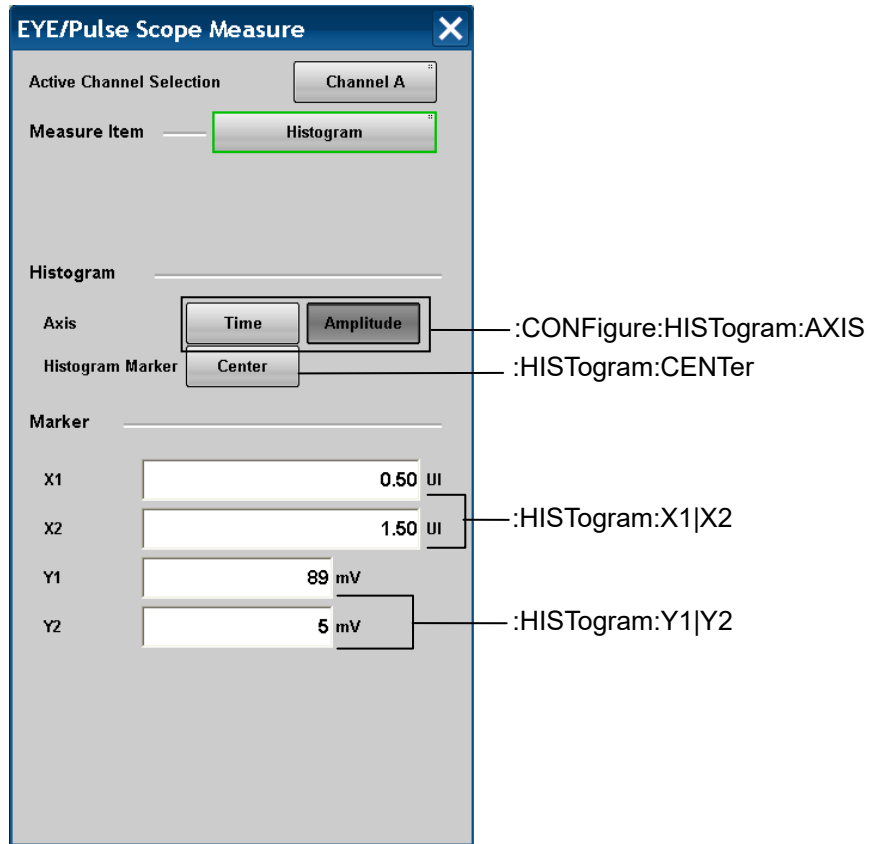 EYE/Pulse Scope Measure
Active Channel Selection Channel A
Measure Item Histogram
Histogram
Axis Time Amplitude :CONFigure:HISTogram:AXIS
Histogram Marker Center :HISTogram:CENTer
Marker
X1 0.50 UI
:HISTogram:X1|X2
X2 1.50 UI
Y1 89 mV
:HISTogram:Y1|Y2
Y2 5 mV